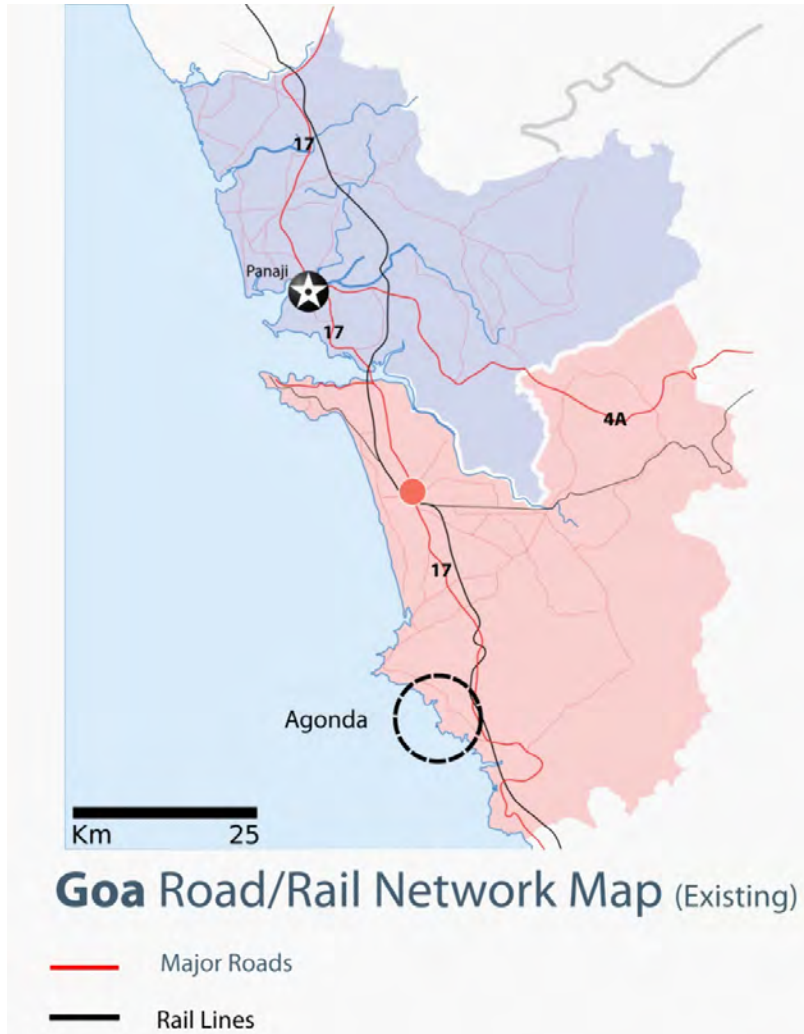 17
Panaji
17
4A
17
Agonda
Km 25
Goa Road/Rail Network Map (Existing)
Major Roads
Rail Lines